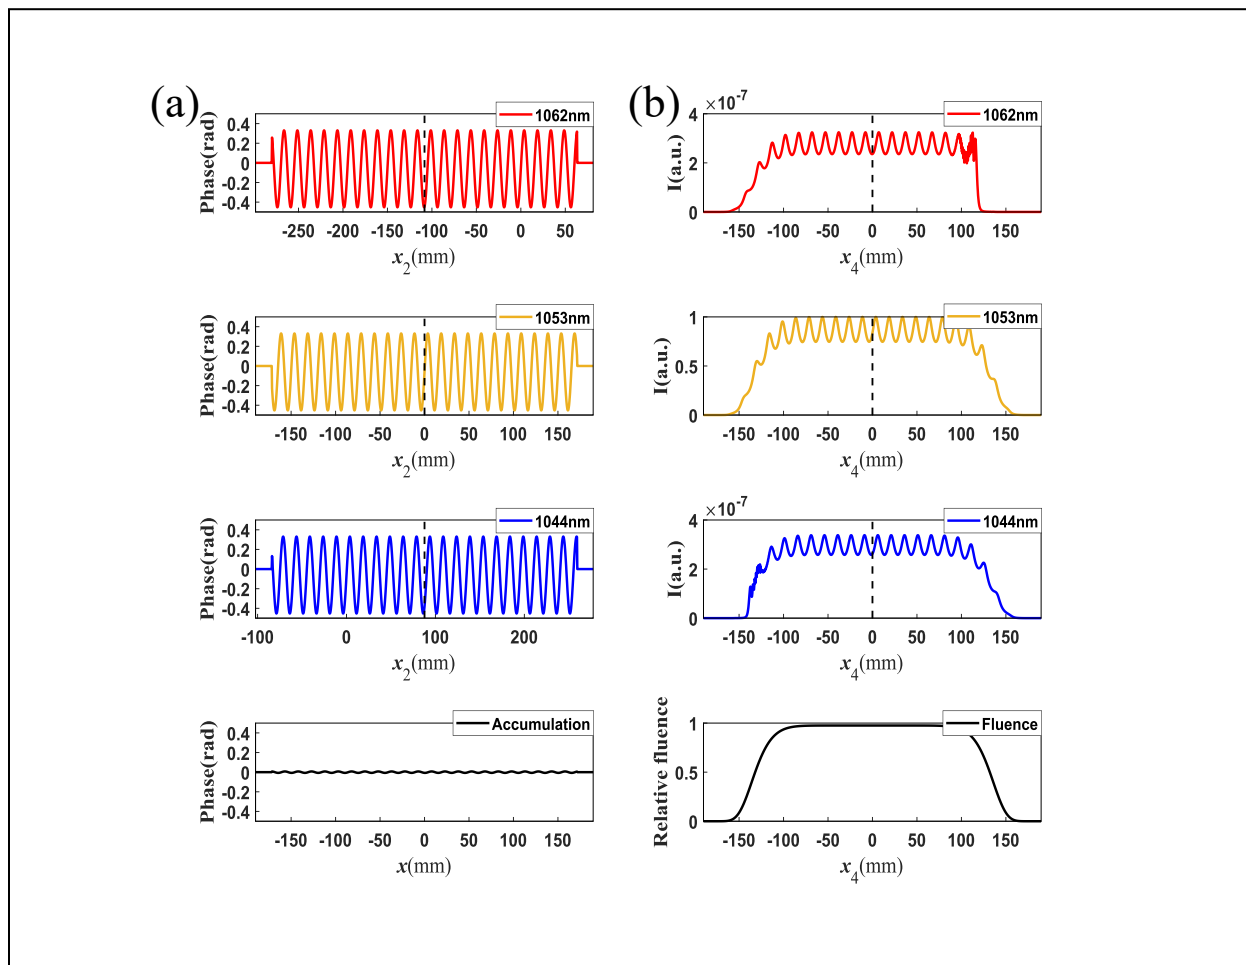 (a)
1062nm
Phase(rad)
0.4
0.2
0
-0.2
-0.4
-250 -200 -150 -100 -50 0 50
x2(mm)
(b)
×10-7
1062nm
I(a.u.)
4
2
0
-150 -100 -50 0 50 100 150
x4(mm)
1053nm
Phase(rad)
0.4
0.2
0
-0.2
-0.4
-150 -100 -50 0 50 100 150
x2(mm)
1053nm
I(a.u.)
1
0.5
0
-150 -100 -50 0 50 100 150
x4(mm)
1044nm
Phase(rad)
0.4
0.2
0
-0.2
-0.4
-100 0 100 200
x2(mm)
×10-7
1044nm
I(a.u.)
4
2
0
-150 -100 -50 0 50 100 150
x4(mm)
Accumulation
Phase(rad)
0.4
0.2
0
-0.2
-0.4
-150 -100 -50 0 50 100 150
x(mm)
Fluence
Relative fluence
1
0.5
0
-150 -100 -50 0 50 100 150
x4(mm)